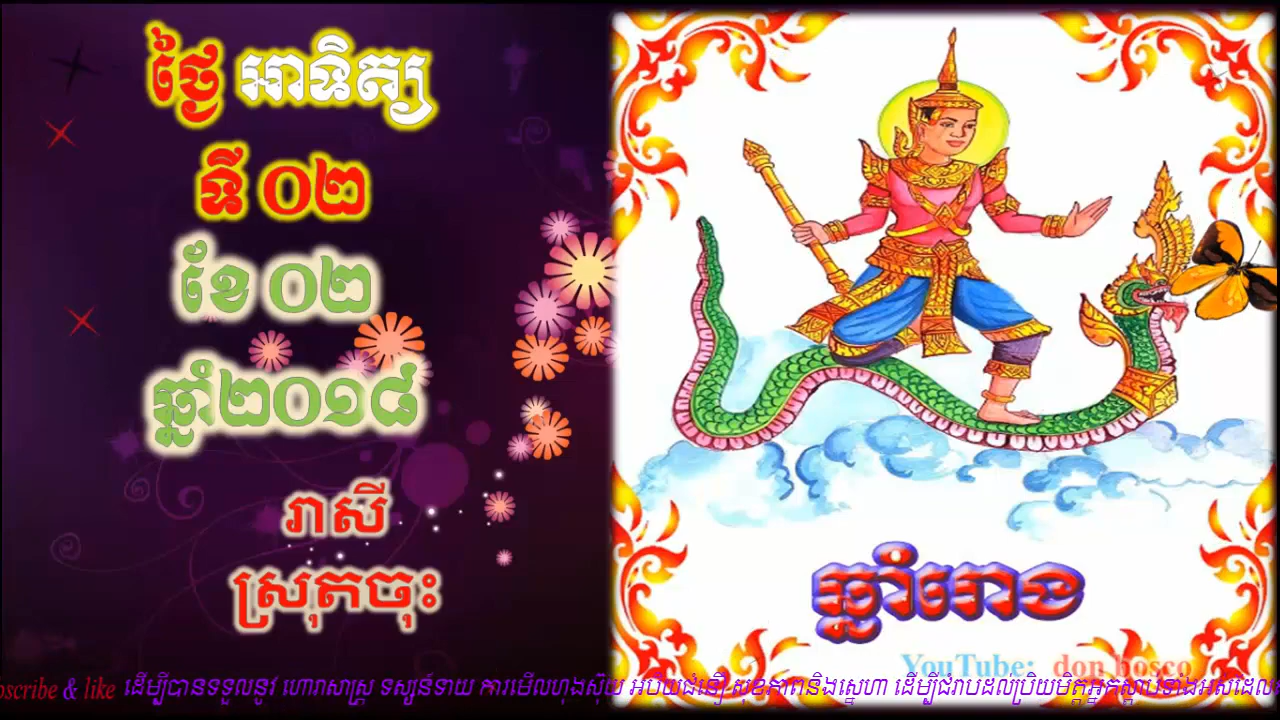 ថ្ងៃ អាទិត្យ
ទី ០២
ខែ ០២
ឆ្នាំ២០១៨
រាសី
ស្រុតចុះ
ឆ្នាំរោង
YouTube: don bosco
bscribe & like ដើម្បីបានទទួលនូវ ហោរាសាស្ត្រ ទស្សន៍ទាយ ការមើលហុងស៊ុយ អប៉ិយជំនឿ សុខភាពនិងស្នេហា ដើម្បីជំរាបដល់ប្រិយមិត្តអ្នកស្តាប់ទាំងអស់ដែល